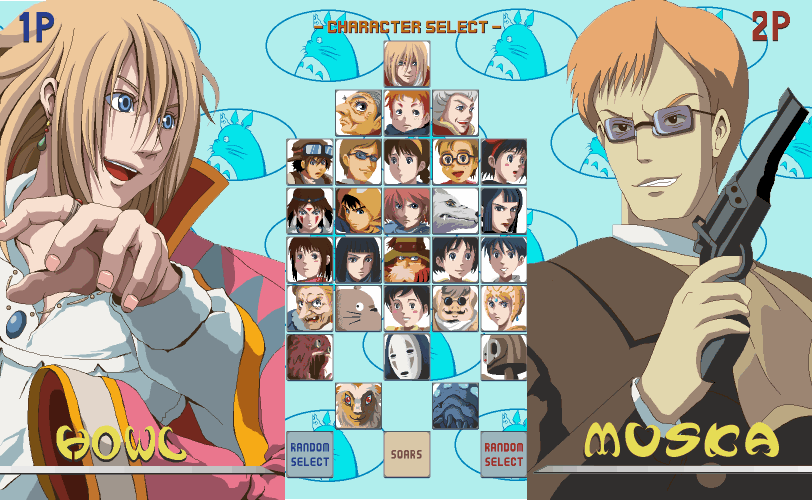 1P
- CHARACTER SELECT -
2P
HOWL
RANDOM
SELECT
SOARS
RANDOM
SELECT
MUSKA